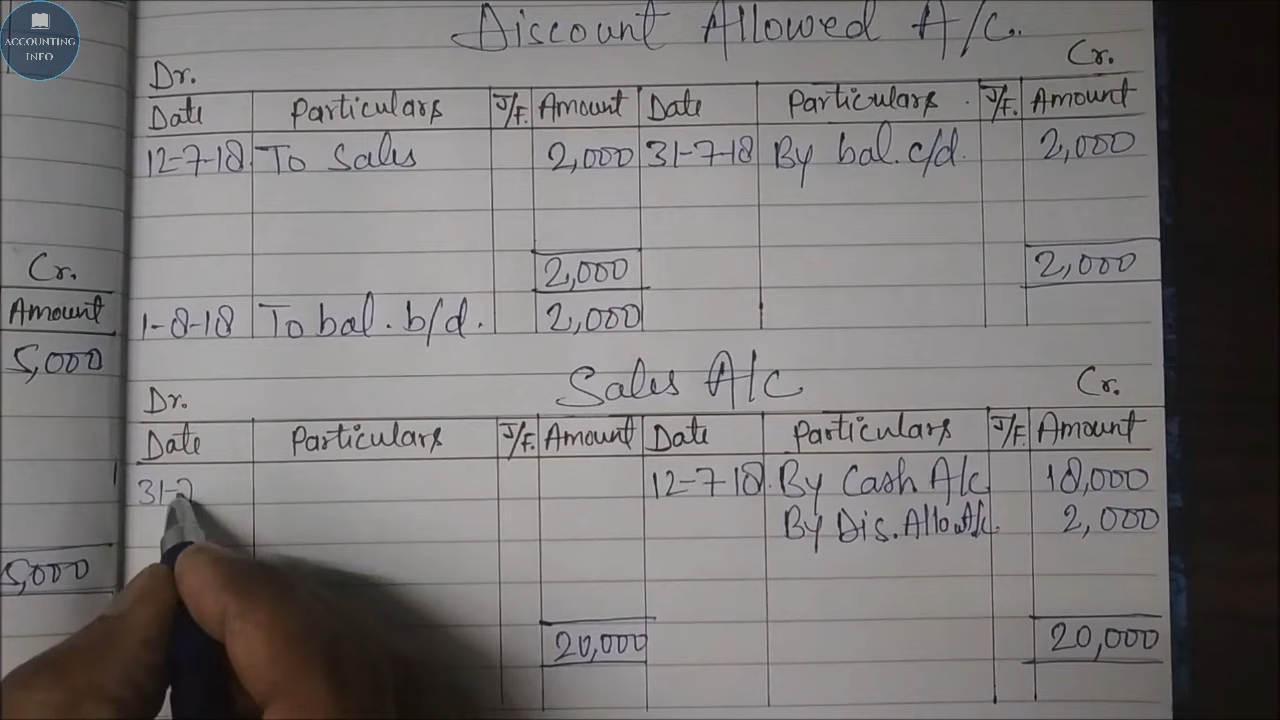 ACCOUNTING
INFO
Discount Allowed A/c.
Dr. Cr.
Date Particulars J/F. Amount Date Particulars. J/F. Amount
12-7-18. To Sales 2,000 31-7-18 By bal. c/d. 2,000
2,000 2,000
1-8-18 To bal. b/d. 2,000
Cr.
Amount
5,000
5,000
Sales A/c
Dr. Cr.
Date Particulars J/F. Amount Date Particulars J/F. Amount
31-7 12-7-18. By Cash A/c 18,000
By Dis. Allo. A/c. 2,000
20,000 20,000